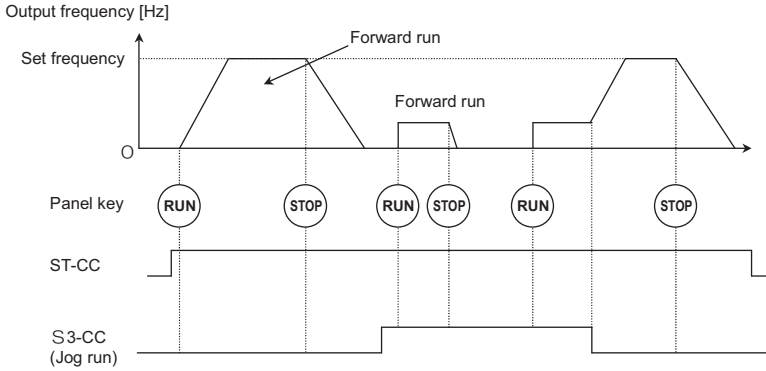 Output frequency [Hz]
Forward run
Set frequency
Forward run
O
Panel key
RUN STOP RUN STOP RUN STOP
ST-CC
S3-CC
(Jog run)